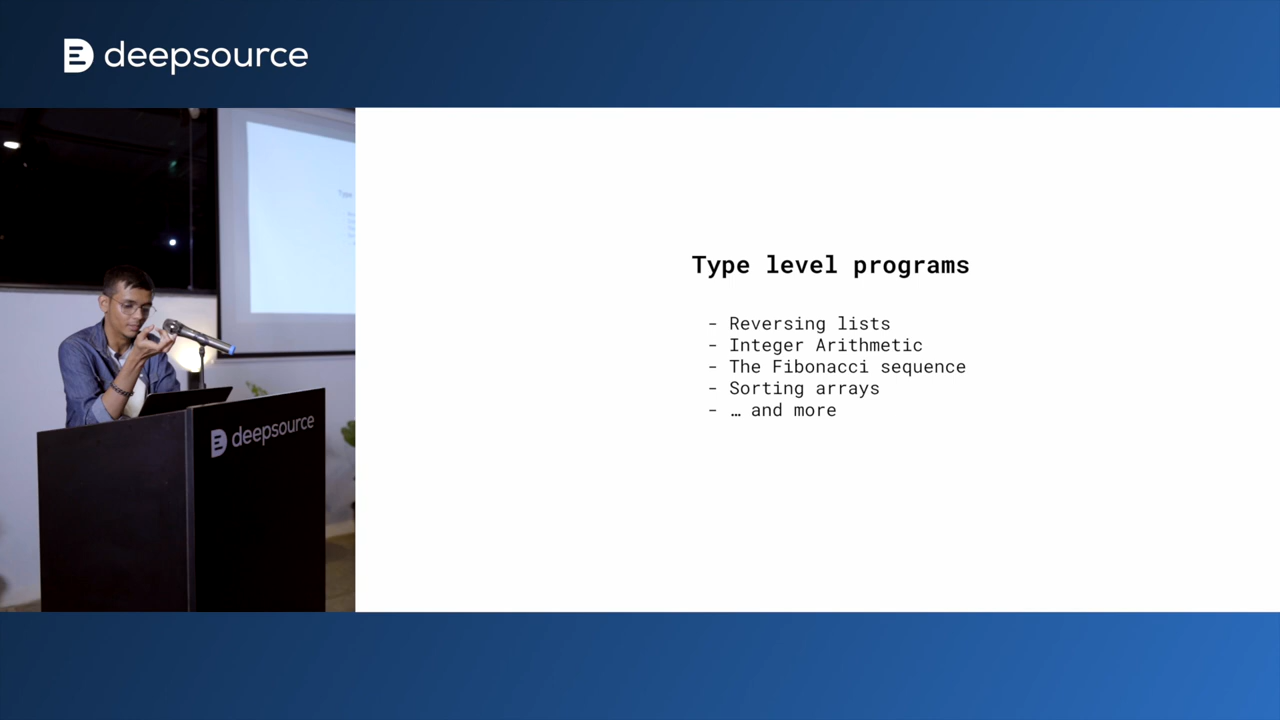 deepsource
Type level programs
- Reversing lists
- Integer Arithmetic
- The Fibonacci sequence
- Sorting arrays
- … and more
deepsource